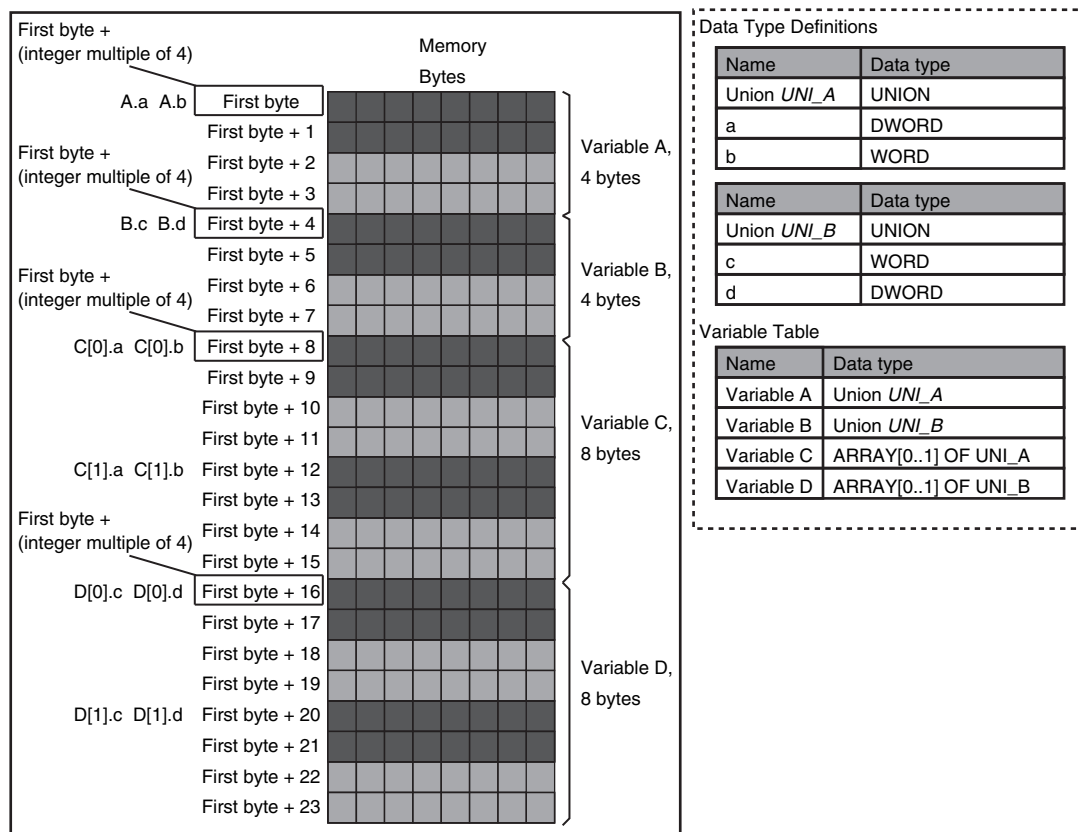 First byte +
(integer multiple of 4)
Memory
Bytes
A.a A.b First byte
First byte + 1
First byte +
(integer multiple of 4)
First byte + 2
First byte + 3
Variable A,
4 bytes
B.c B.d First byte + 4
First byte + 5
First byte +
(integer multiple of 4)
First byte + 6
First byte + 7
Variable B,
4 bytes
C[0].a C[0].b First byte + 8
First byte + 9
First byte + 10
First byte + 11
Variable C,
8 bytes
C[1].a C[1].b First byte + 12
First byte + 13
First byte +
(integer multiple of 4)
First byte + 14
First byte + 15
D[0].c D[0].d First byte + 16
First byte + 17
First byte + 18
First byte + 19
Variable D,
8 bytes
D[1].c D[1].d First byte + 20
First byte + 21
First byte + 22
First byte + 23
Data Type Definitions
Name Data type
Union UNI_A UNION
a DWORD
b WORD
Name Data type
Union UNI_B UNION
c WORD
d DWORD
Variable Table
Name Data type
Variable A Union UNI_A
Variable B Union UNI_B
Variable C ARRAY[0..1] OF UNI_A
Variable D ARRAY[0..1] OF UNI_B